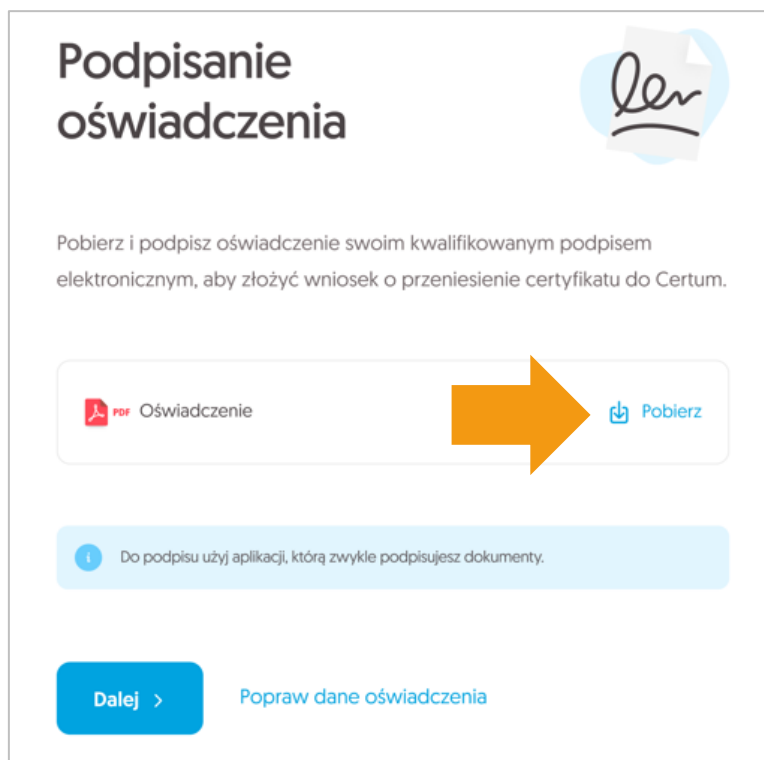 Podpisanie
oświadczenia
Pobierz i podpisz oświadczenie swoim kwalifikowanym podpisem
elektronicznym, aby złożyć wniosek o przeniesienie certyfikatu do Certum.
PDF Oświadczenie
Pobierz
Do podpisu użyj aplikacji, którą zwykle podpisujesz dokumenty.
Dalej >
Popraw dane oświadczenia